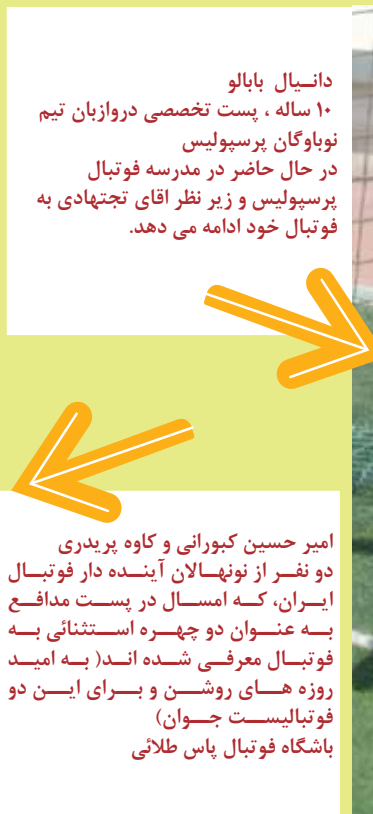 دانیال بابالو
۱۰ ساله ، پست تخصصی دروازبان تیم
نوباوگان پرسپولیس
در حال حاضر در مدرسه فوتبال
پرسپولیس و زیر نظر اقای تجتهادی به
فوتبال خود ادامه می دهد.
امیر حسین کبورانی و کاوه پریدری
دو نفر از نونهالان آینده دار فوتبال
ایران، که امسال در پست مدافع
به عنوان دو چهره استثنائی به
فوتبال معرفی شده اند( به امید
روزه های روشن و برای این دو
فوتبالیست جوان)
باشگاه فوتبال پاس طلائی